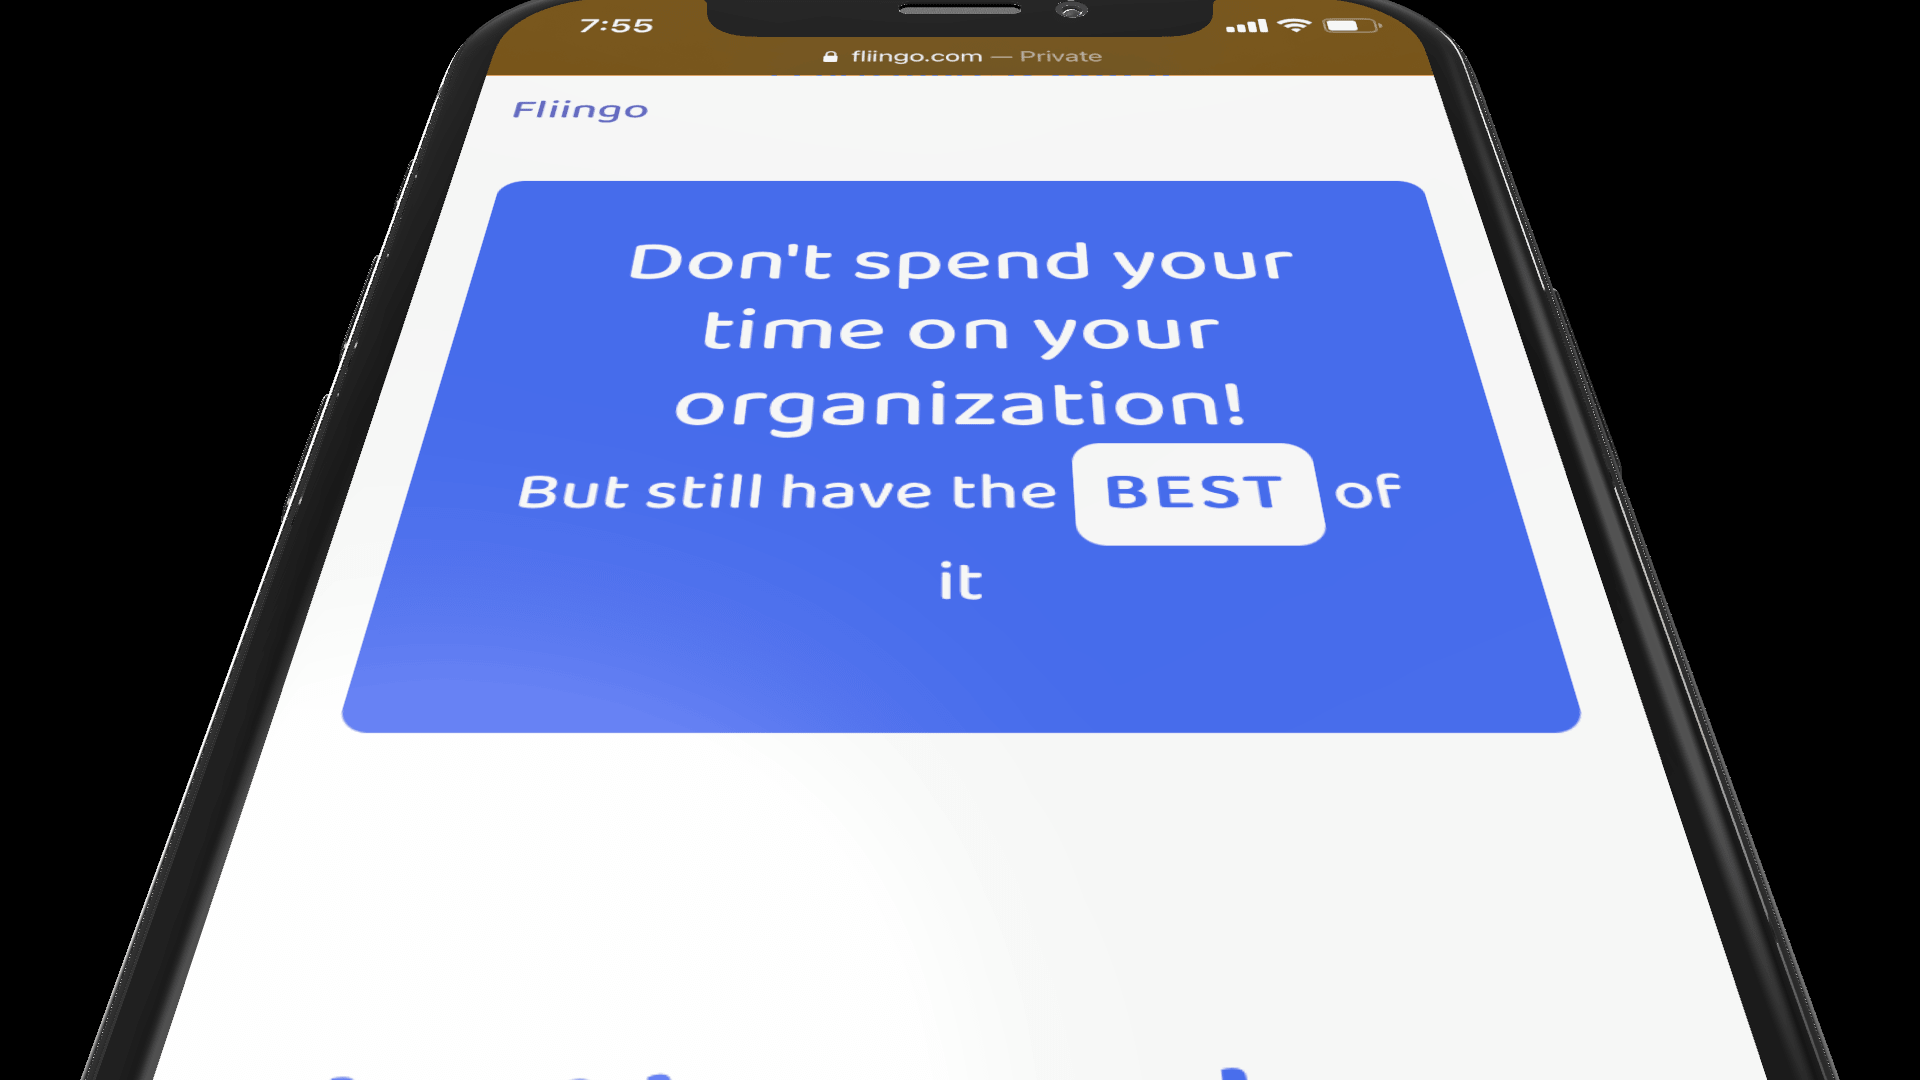 7:55
fliingo.com — Private
Fliingo
Don't spend your
time on your
organization!
But still have the BEST of
it